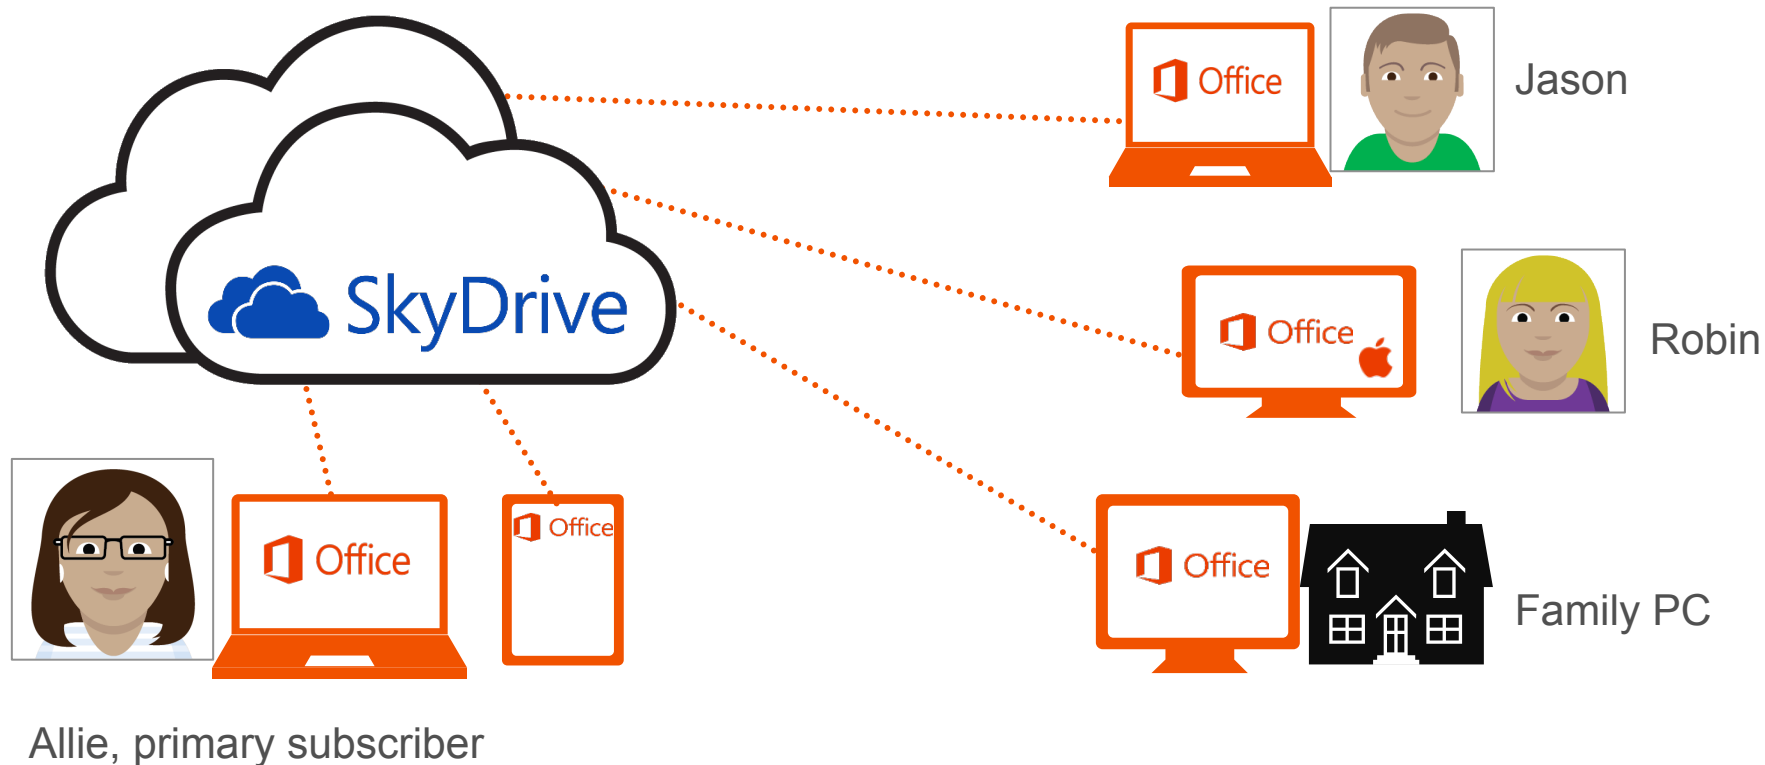 Office
Jason
SkyDrive
Office
Robin
Office
Office
Office
Family PC
Allie, primary subscriber